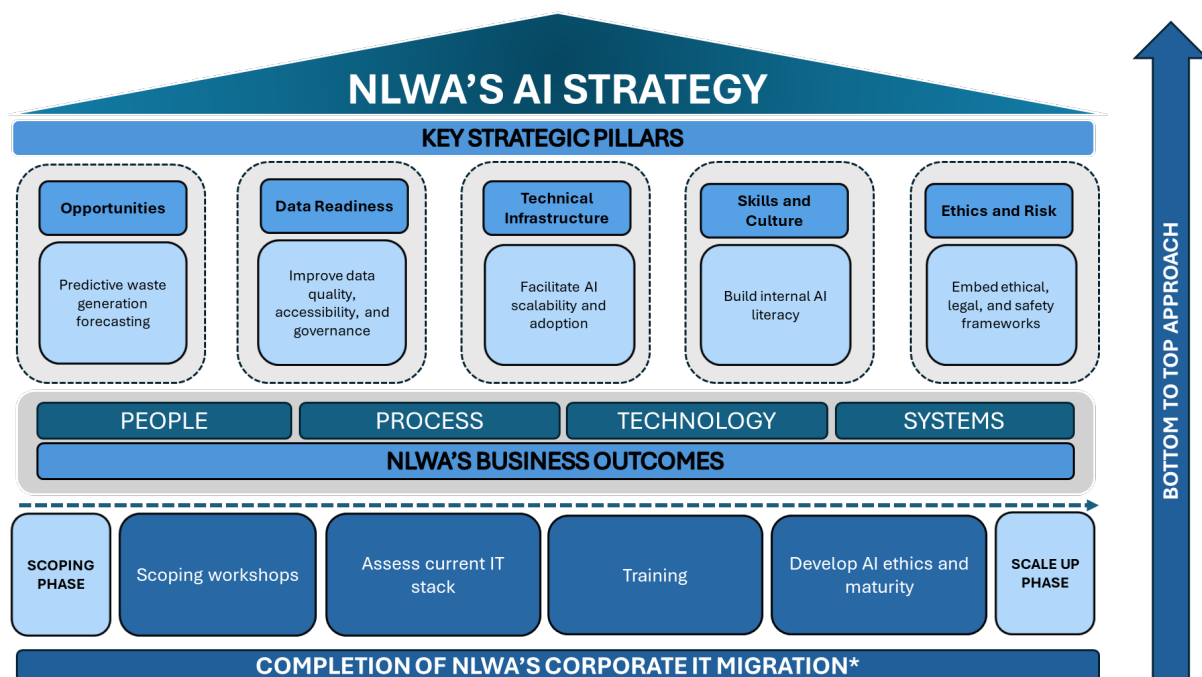 NLWA'S AI STRATEGY
KEY STRATEGIC PILLARS
Opportunities
Predictive waste
generation
forecasting
Data Readiness
Improve data
quality,
accessibility, and
governance
Technical
Infrastructure
Facilitate AI
scalability and
adoption
Skills and
Culture
Build internal AI
literacy
Ethics and Risk
Embed ethical,
legal, and safety
frameworks
PEOPLE
PROCESS
TECHNOLOGY
SYSTEMS
NLWA'S BUSINESS OUTCOMES
SCOPING
PHASE
Scoping workshops
Assess current IT
stack
Training
Develop AI ethics and
maturity
SCALE UP
PHASE
COMPLETION OF NLWA'S CORPORATE IT MIGRATION*
BOTTOM TO TOP APPROACH